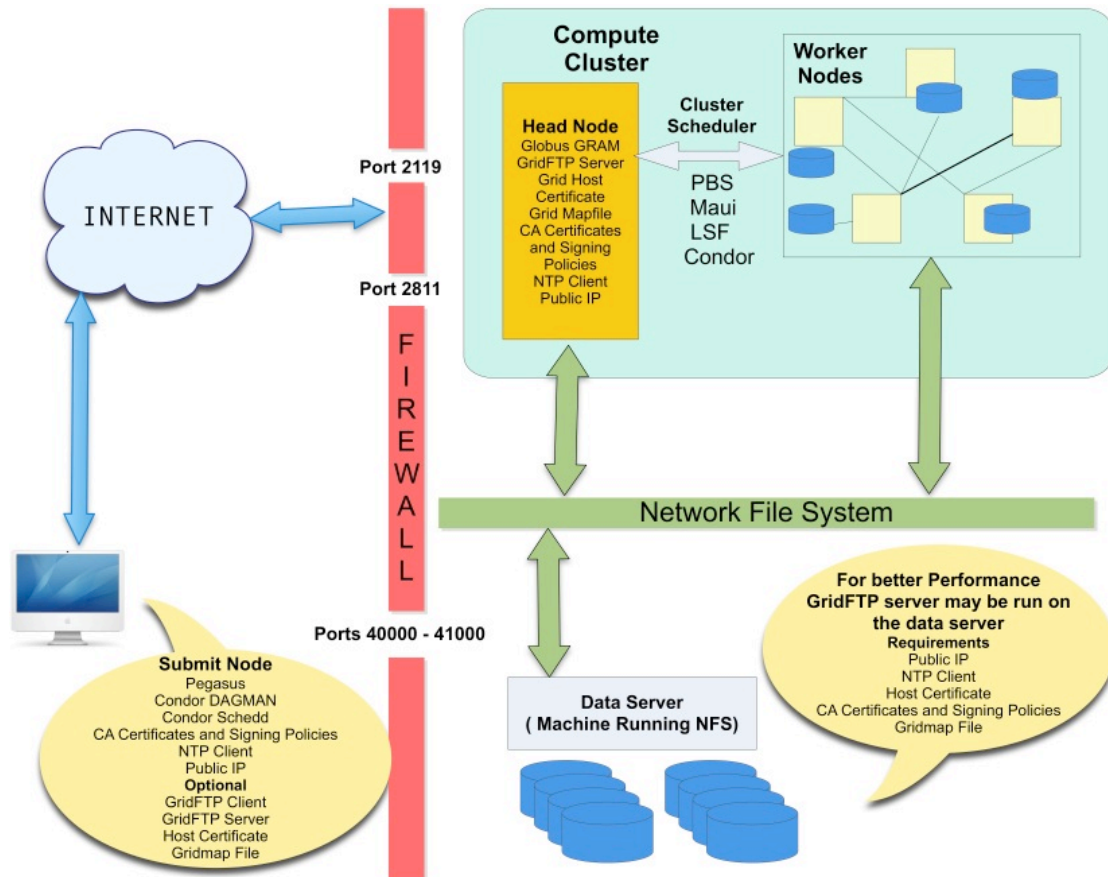 INTERNET
Port 2119
Port 2811
FIREWALL
Ports 40000 - 41000
Compute
Cluster
Head Node
Globus GRAM
GridFTP Server
Grid Host
Certificate
Grid Mapfile
CA Certificates
and Signing
Policies
NTP Client
Public IP
Cluster
Scheduler
PBS
Maui
LSF
Condor
Worker
Nodes
Network File System
Submit Node
Pegasus
Condor DAGMAN
Condor Schedd
CA Certificates and Signing Policies
NTP Client
Public IP
Optional
GridFTP Client
GridFTP Server
Host Certificate
Gridmap File
Data Server
( Machine Running NFS)
For better Performance
GridFTP server may be run on
the data server
Requirements
Public IP
NTP Client
Host Certificate
CA Certificates and Signing Policies
Gridmap File